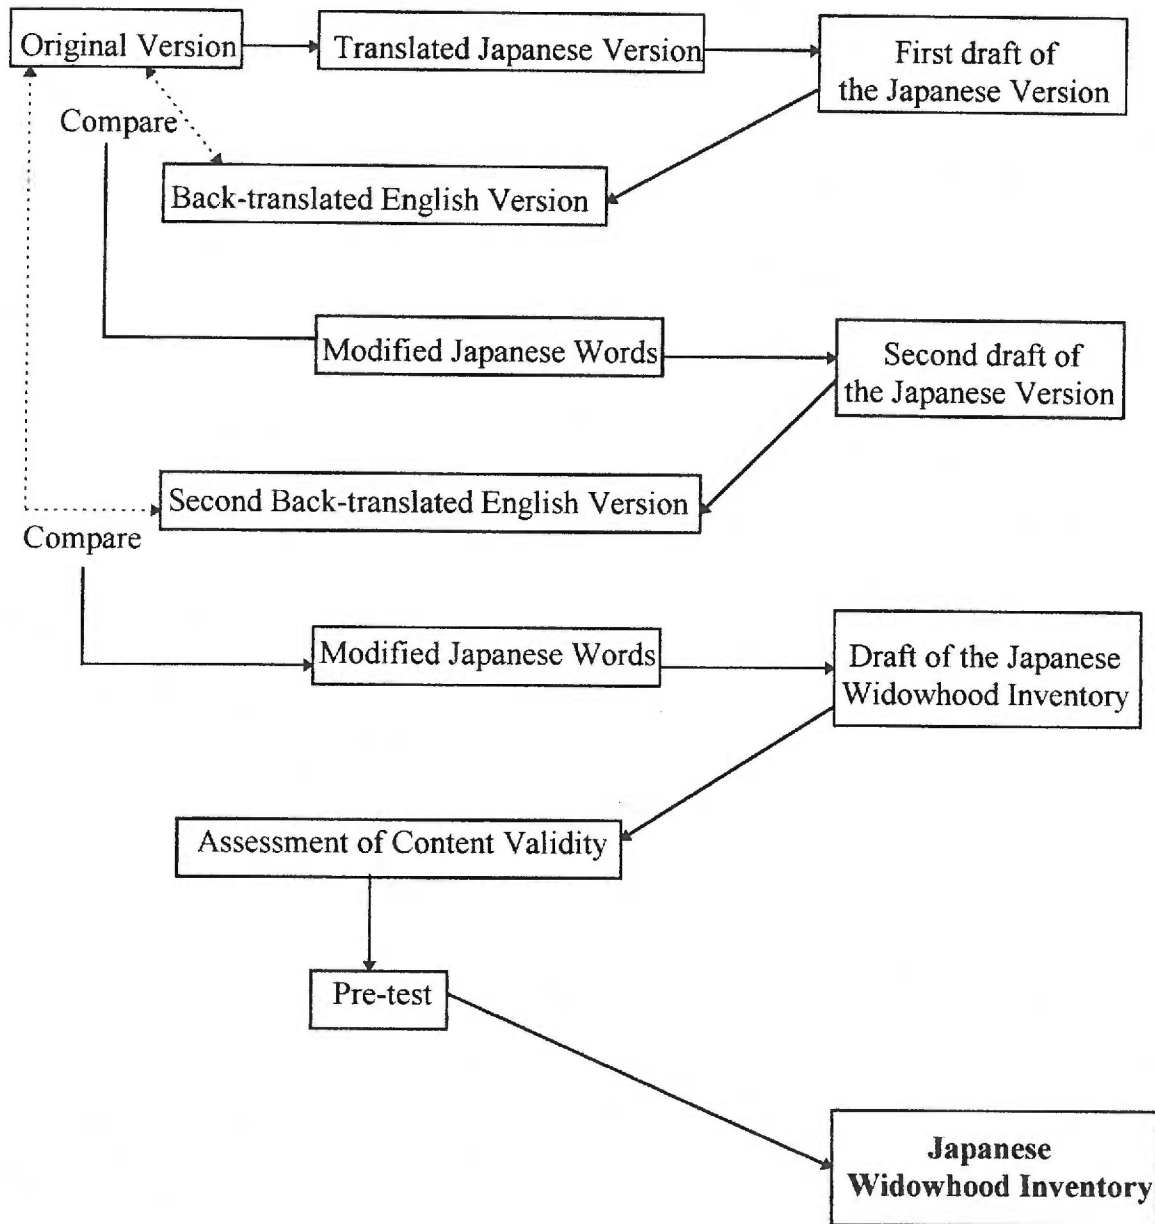 Original Version
Translated Japanese Version
First draft of
the Japanese Version
Compare
Back-translated English Version
Modified Japanese Words
Second draft of
the Japanese Version
Second Back-translated English Version
Compare
Modified Japanese Words
Draft of the Japanese
Widowhood Inventory
Assessment of Content Validity
Pre-test
Japanese
Widowhood Inventory